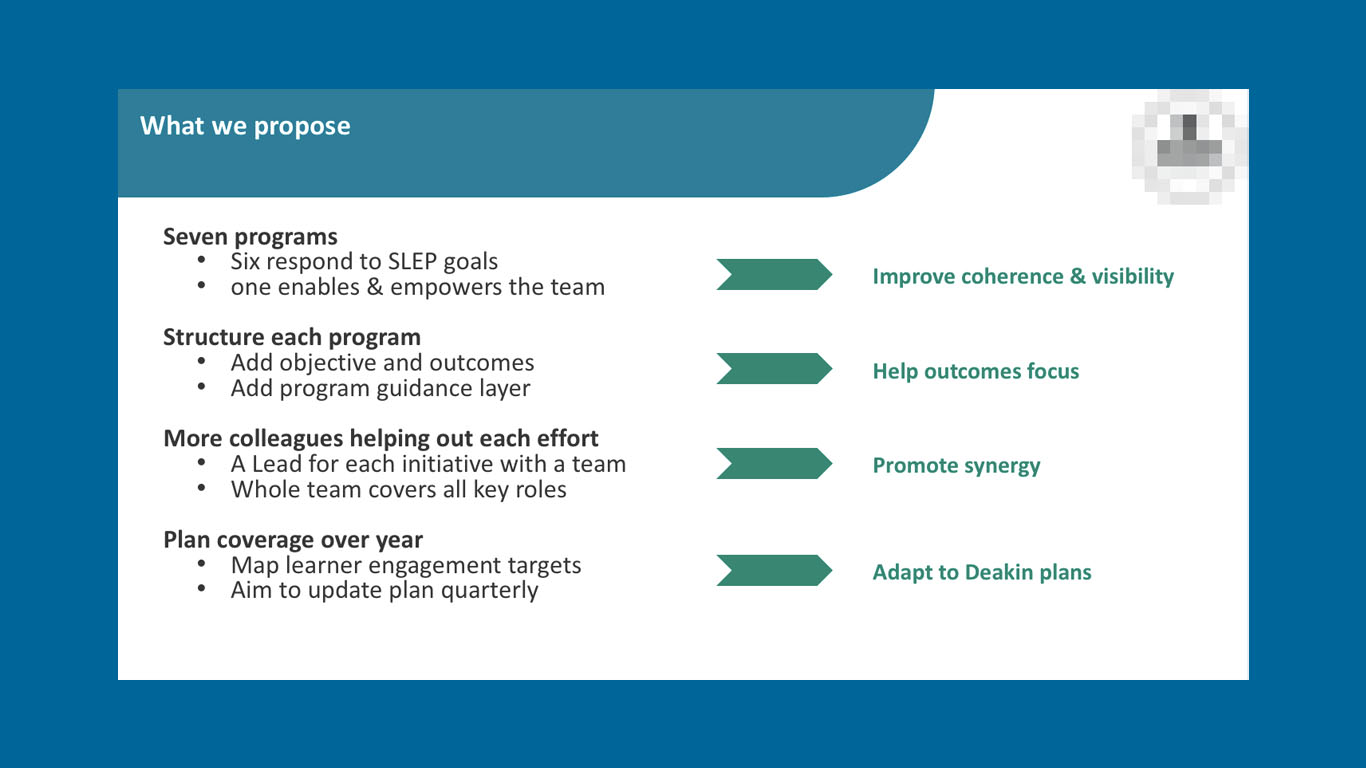 What we propose
Seven programs
• Six respond to SLEP goals
• one enables & empowers the team
Improve coherence & visibility
Structure each program
• Add objective and outcomes
• Add program guidance layer
Help outcomes focus
More colleagues helping out each effort
• A Lead for each initiative with a team
• Whole team covers all key roles
Promote synergy
Plan coverage over year
• Map learner engagement targets
• Aim to update plan quarterly
Adapt to Deakin plans